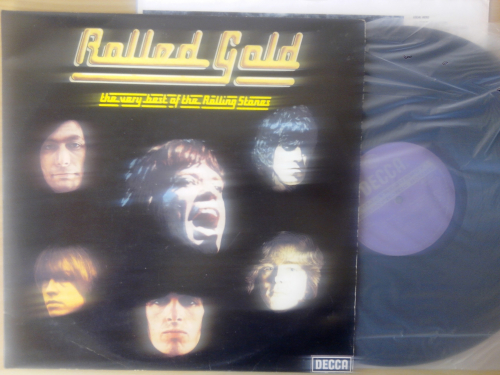 Rolled Gold
the very best of the Rolling Stones
DECCA
DECCA